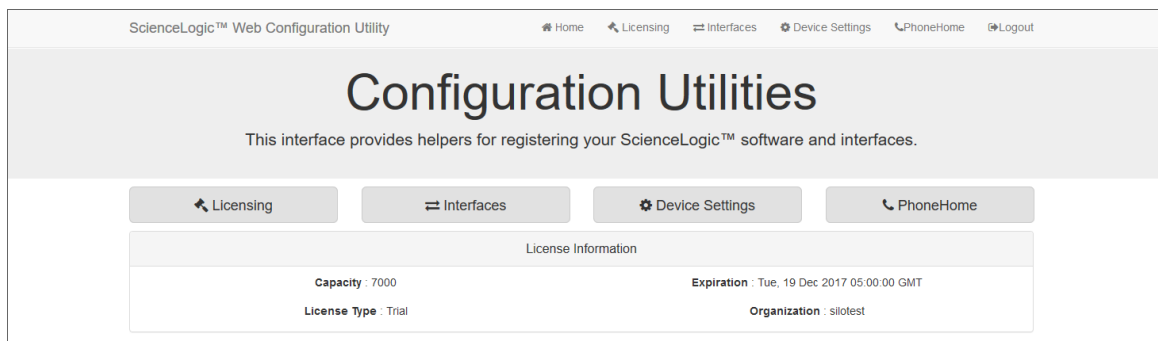 ScienceLogic™ Web Configuration Utility Home Licensing Interfaces Device Settings PhoneHome Logout
Configuration Utilities
This interface provides helpers for registering your ScienceLogic™ software and interfaces.
Licensing Interfaces Device Settings PhoneHome
License Information
Capacity : 7000 Expiration : Tue, 19 Dec 2017 05:00:00 GMT
License Type : Trial Organization : silotest